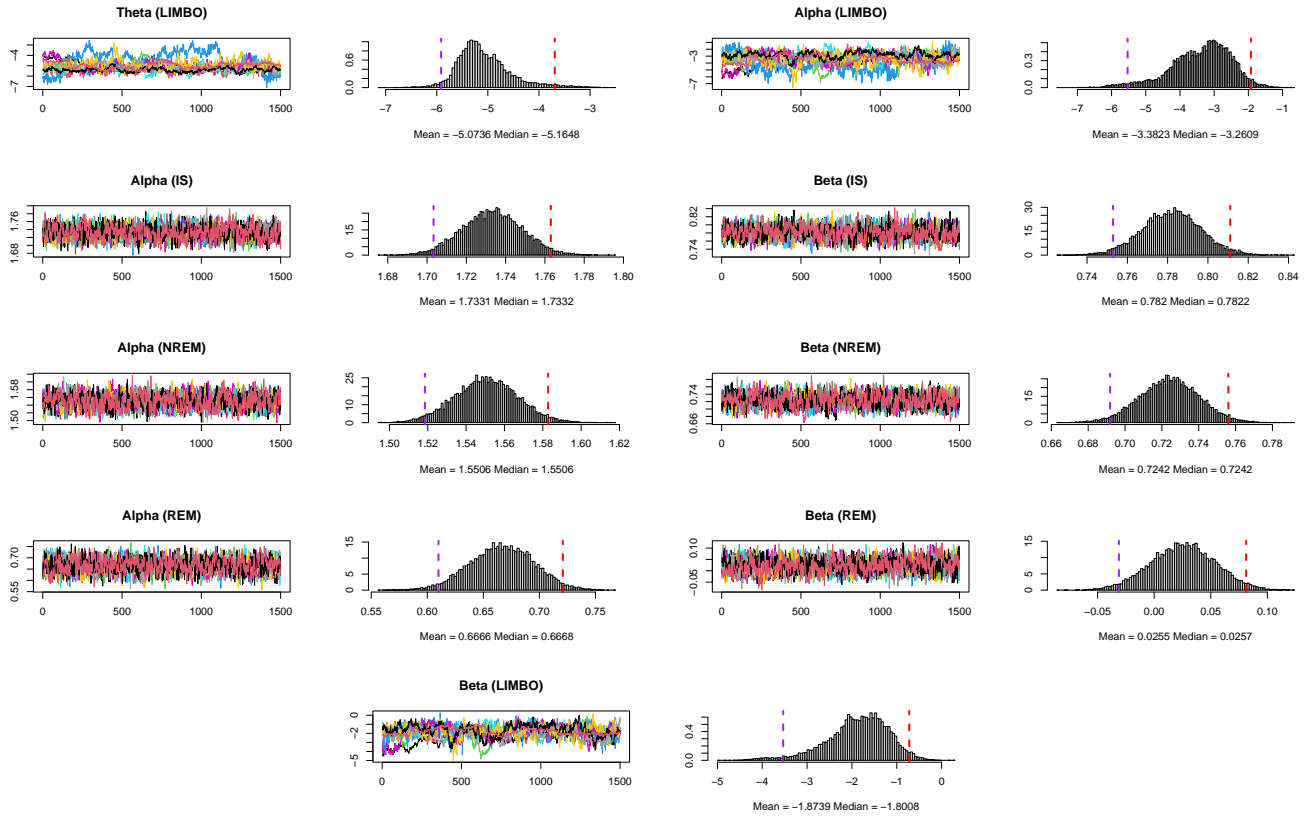 Theta (LIMBO)
Alpha (LIMBO)
−7 −4
0 500 1000 1500
0.0 0.6
−7 −6 −5 −4 −3
Mean = −5.0736 Median = −5.1648
−7 −3
0 500 1000 1500
0.0 0.3
−7 −6 −5 −4 −3 −2 −1
Mean = −3.3823 Median = −3.2609
Alpha (IS)
Beta (IS)
1.68 1.76
0 500 1000 1500
0 15
1.68 1.70 1.72 1.74 1.76 1.78 1.80
Mean = 1.7331 Median = 1.7332
0.74 0.82
0 500 1000 1500
0 15 30
0.74 0.76 0.78 0.80 0.82 0.84
Mean = 0.782 Median = 0.7822
Alpha (NREM)
Beta (NREM)
1.50 1.58
0 500 1000 1500
0 10 25
1.50 1.52 1.54 1.56 1.58 1.60 1.62
Mean = 1.5506 Median = 1.5506
0.66 0.74
0 500 1000 1500
0 15
0.66 0.70 0.72 0.74 0.76 0.78
Mean = 0.7242 Median = 0.7242
Alpha (REM)
Beta (REM)
0.55 0.70
0 500 1000 1500
0 5 15
0.55 0.60 0.65 0.70 0.75
Mean = 0.6666 Median = 0.6668
−0.05 0.10
0 500 1000 1500
0 5 15
−0.05 0.00 0.05 0.10
Mean = 0.0255 Median = 0.0257
Beta (LIMBO)
−5 −2 0
0 500 1000 1500
0.0 0.4
−5 −4 −3 −2 −1 0
Mean = −1.8739 Median = −1.8008